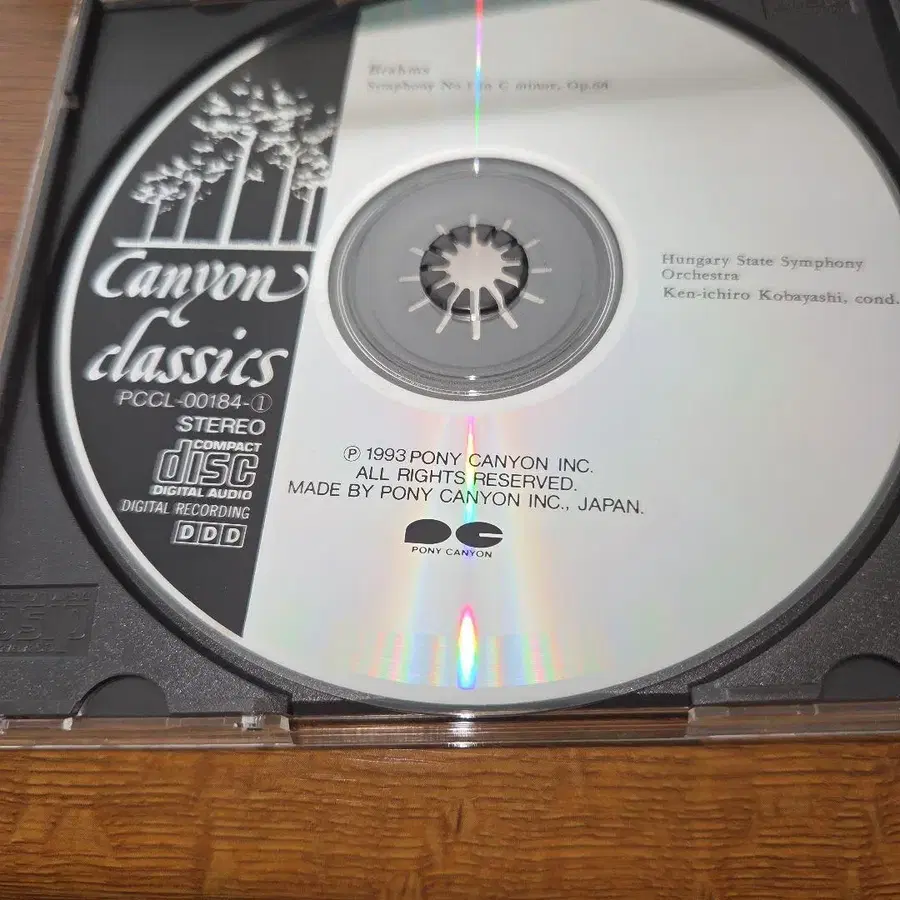 Brahms
Symphony No.1 in C minor, Op.68
Canyon
classics
PCCL-00184-①
STEREO
COMPACT
disc
DIGITAL AUDIO
DIGITAL RECORDING
DDD
Hungary State Symphony
Orchestra
Ken-ichiro Kobayashi, cond.
Ⓟ 1993 PONY CANYON INC.
ALL RIGHTS RESERVED.
MADE BY PONY CANYON INC., JAPAN.
PC
PONY CANYON